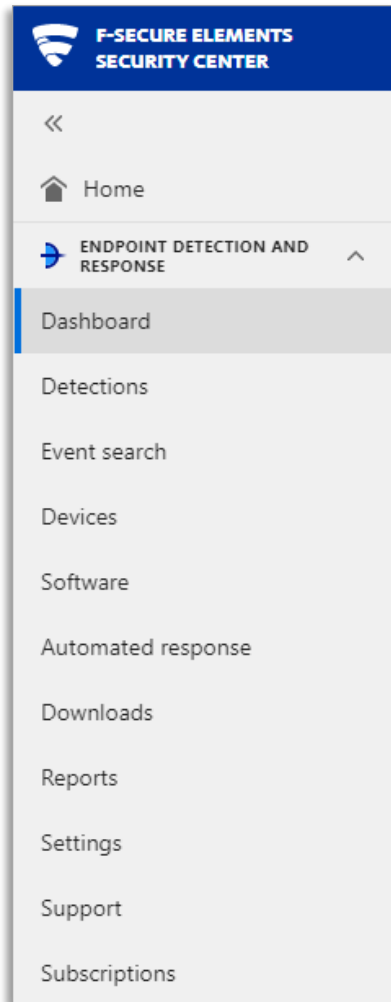 F-SECURE ELEMENTS
SECURITY CENTER
Home
ENDPOINT DETECTION AND
RESPONSE
Dashboard
Detections
Event search
Devices
Software
Automated response
Downloads
Reports
Settings
Support
Subscriptions